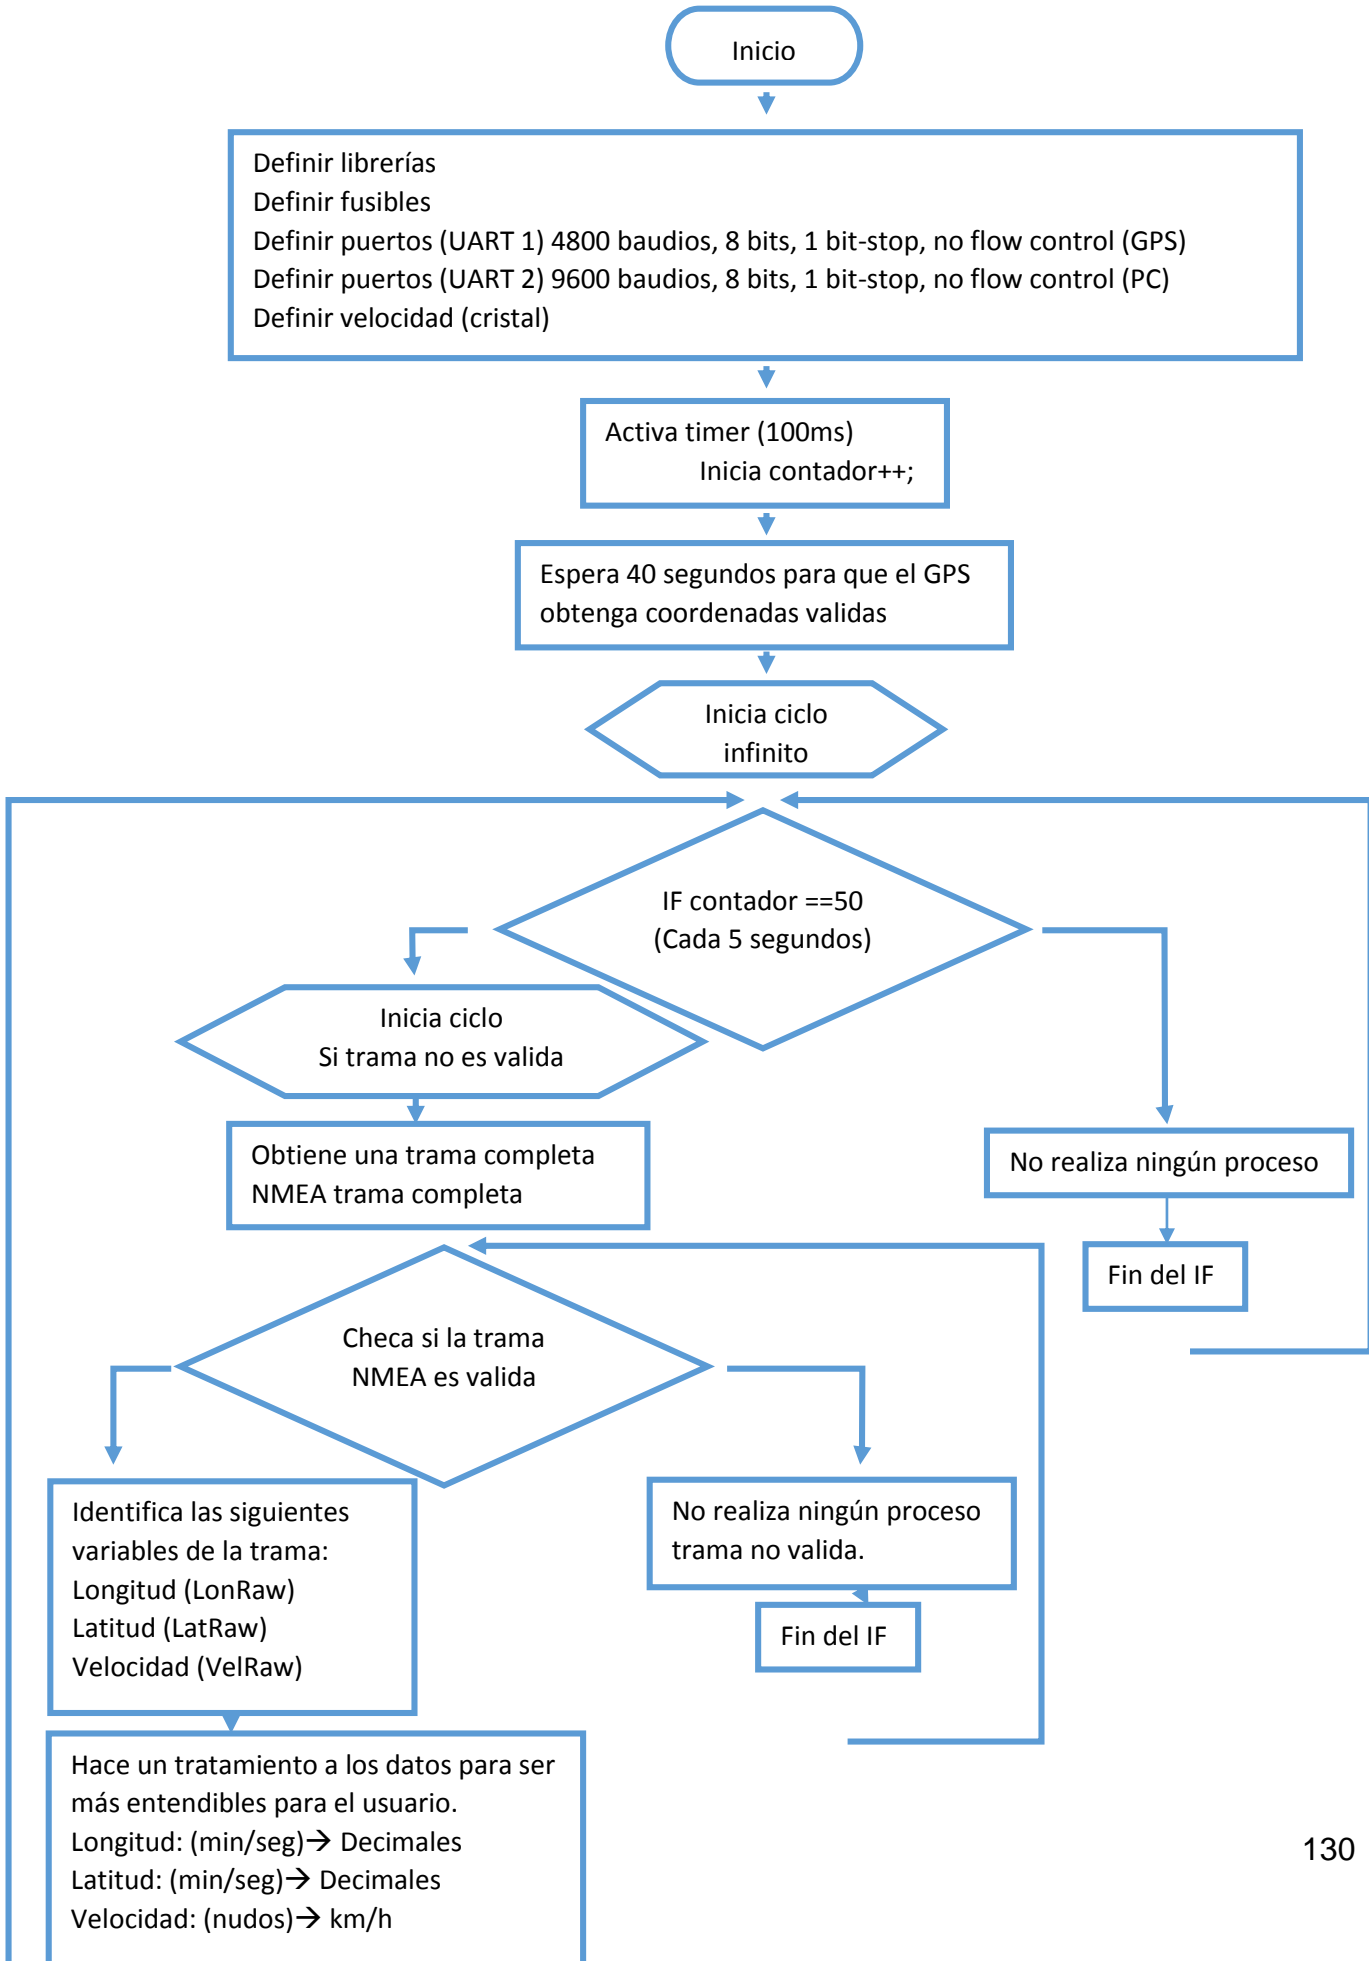 Inicio
Definir librerías
Definir fusibles
Definir puertos (UART 1) 4800 baudios, 8 bits, 1 bit-stop, no flow control (GPS)
Definir puertos (UART 2) 9600 baudios, 8 bits, 1 bit-stop, no flow control (PC)
Definir velocidad (cristal)
Activa timer (100ms)
Inicia contador++;
Espera 40 segundos para que el GPS
obtenga coordenadas validas
Inicia ciclo
infinito
IF contador ==50
(Cada 5 segundos)
Inicia ciclo
Si trama no es valida
Obtiene una trama completa
NMEA trama completa
No realiza ningún proceso
Fin del IF
Checa si la trama
NMEA es valida
Identifica las siguientes
variables de la trama:
Longitud (LonRaw)
Latitud (LatRaw)
Velocidad (VelRaw)
No realiza ningún proceso
trama no valida.
Fin del IF
Hace un tratamiento a los datos para ser
más entendibles para el usuario.
Longitud: (min/seg)→ Decimales
Latitud: (min/seg)→ Decimales
Velocidad: (nudos)→ km/h
130